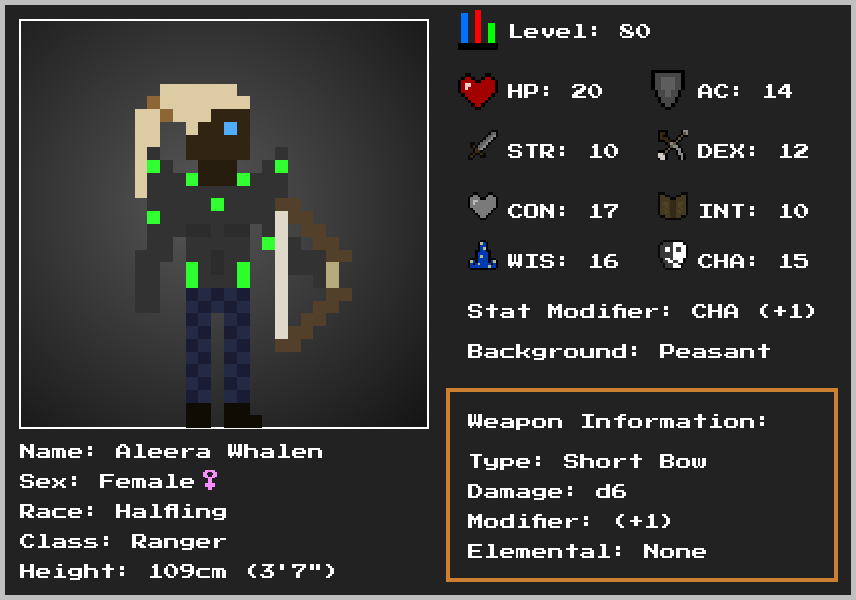 Level: 80
HP: 20
AC: 14
STR: 10
DEX: 12
CON: 17
INT: 10
WIS: 16
CHA: 15
Stat Modifier: CHA (+1)
Background: Peasant
Weapon Information:
Type: Short Bow
Damage: d6
Modifier: (+1)
Elemental: None
Name: Aleera Whalen
Sex: Female♀
Race: Halfling
Class: Ranger
Height: 109cm (3'7")